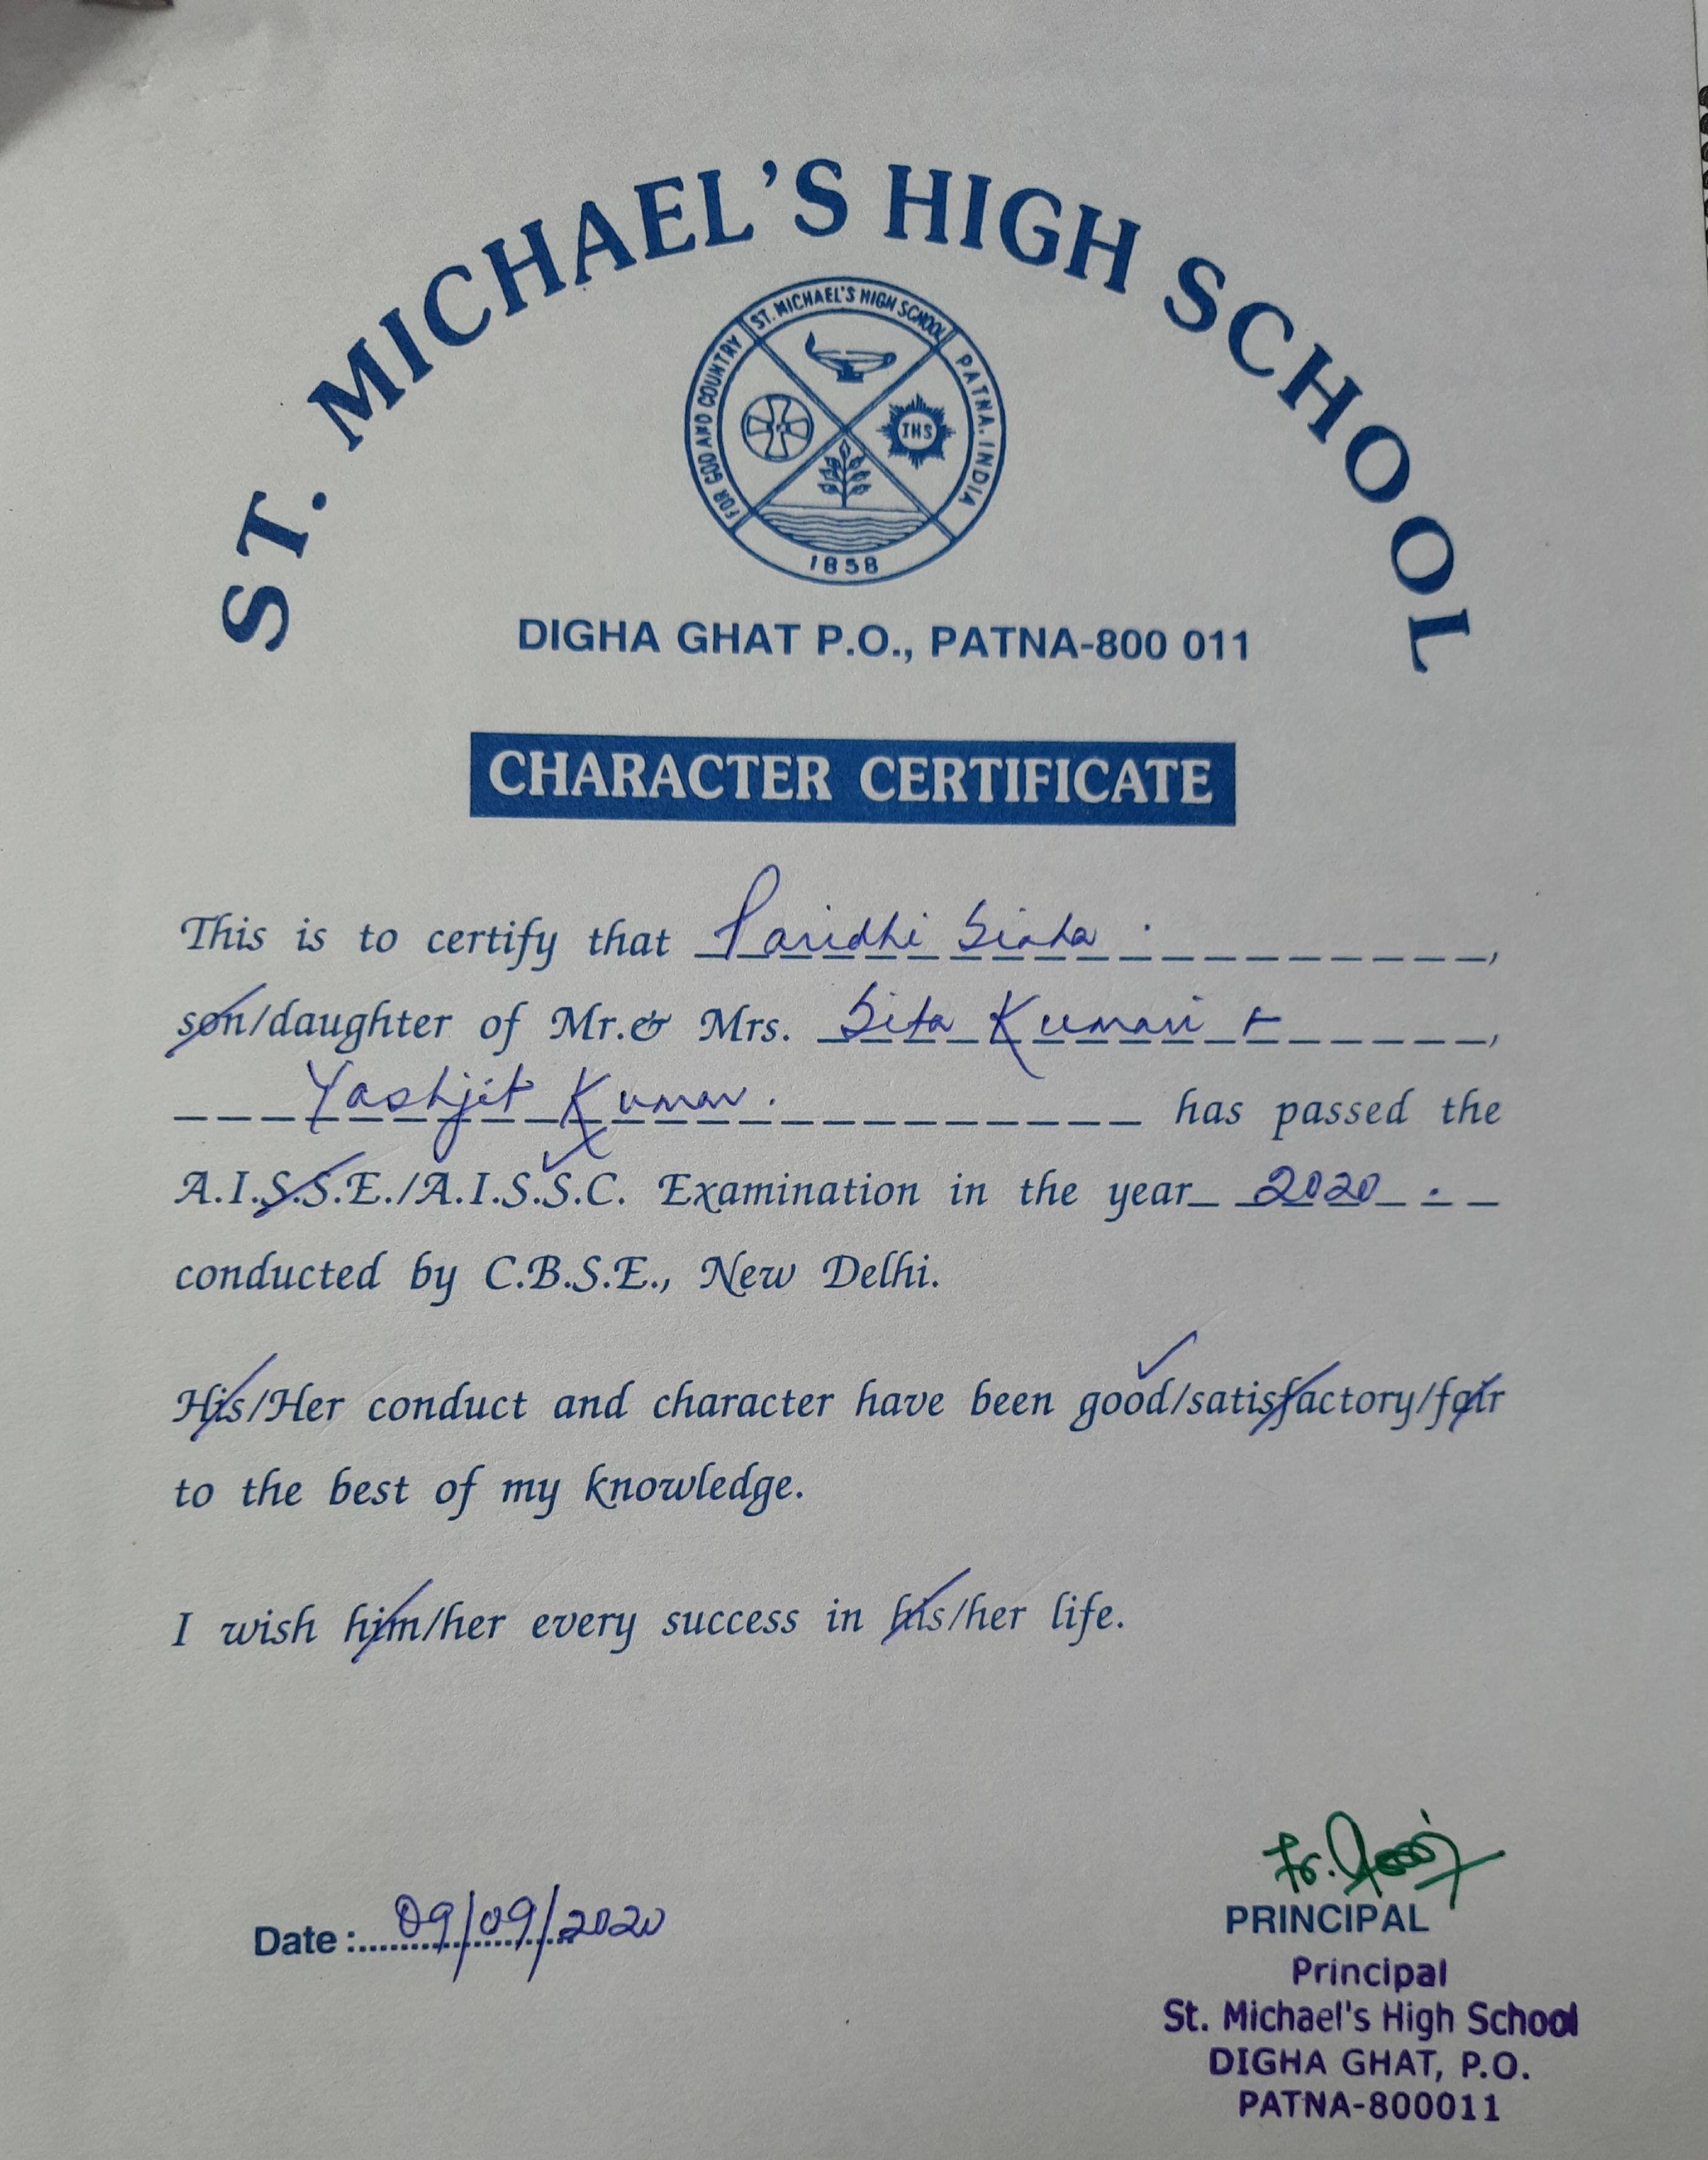 ST. MICHAEL'S HIGH SCHOOL
ST. MICHAEL'S HIGH SCHOOL
FOR GOD AND COUNTRY
PATNA, INDIA
IHS
1858
DIGHA GHAT P.O., PATNA-800 011
CHARACTER CERTIFICATE
This is to certify that Paridhi Sinha.,
son/daughter of Mr.& Mrs. Sita Kumari +,
Yashjit Kumar. has passed the
A.I.S.S.E./A.I.S.S.C. Examination in the year 2020.
conducted by C.B.S.E., New Delhi.
His/Her conduct and character have been good/satisfactory/fair
to the best of my knowledge.
I wish him/her every success in his/her life.
Date :09/09/2020
Fr.
PRINCIPAL
Principal
St. Michael's High School
DIGHA GHAT, P.O.
PATNA-800011